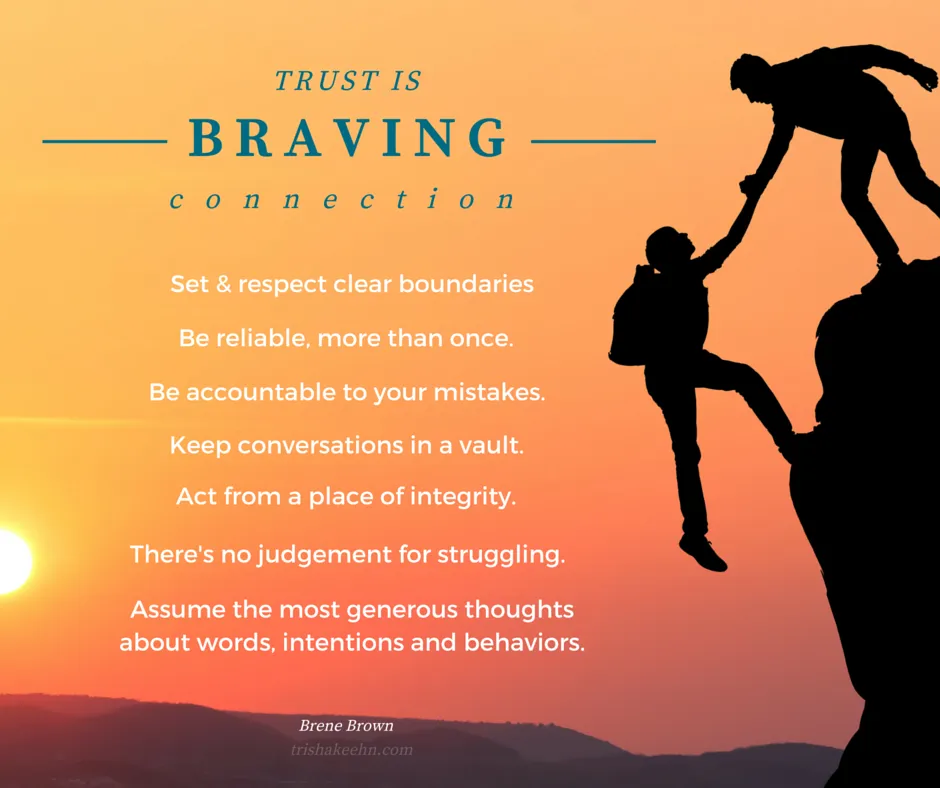 TRUST IS
BRAVING
connection
Set & respect clear boundaries
Be reliable, more than once.
Be accountable to your mistakes.
Keep conversations in a vault.
Act from a place of integrity.
There's no judgement for struggling.
Assume the most generous thoughts
about words, intentions and behaviors.
Brene Brown
trishakeehn.com